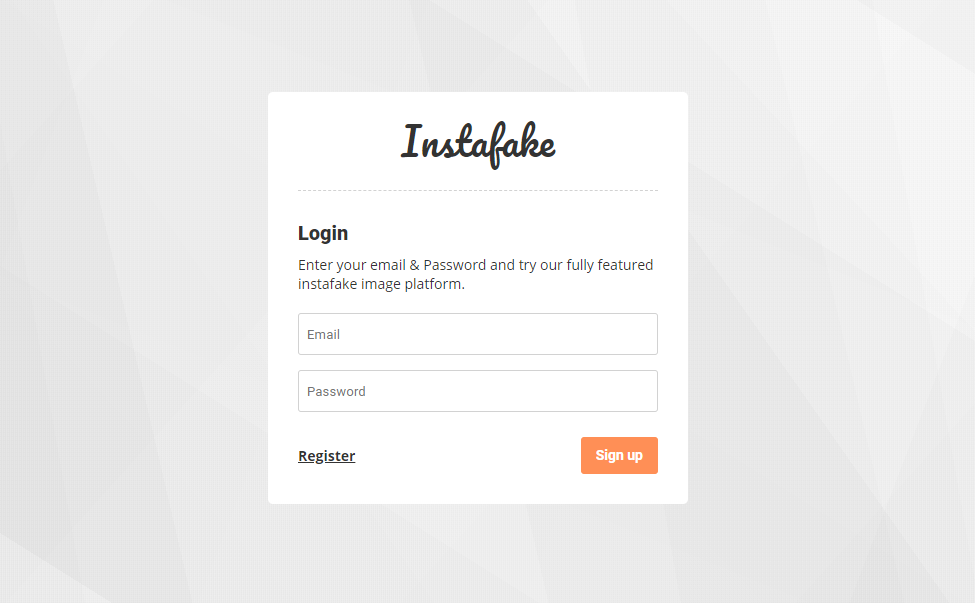 Instafake
Login
Enter your email & Password and try our fully featured
instafake image platform.
Email
Password
Register
Sign up